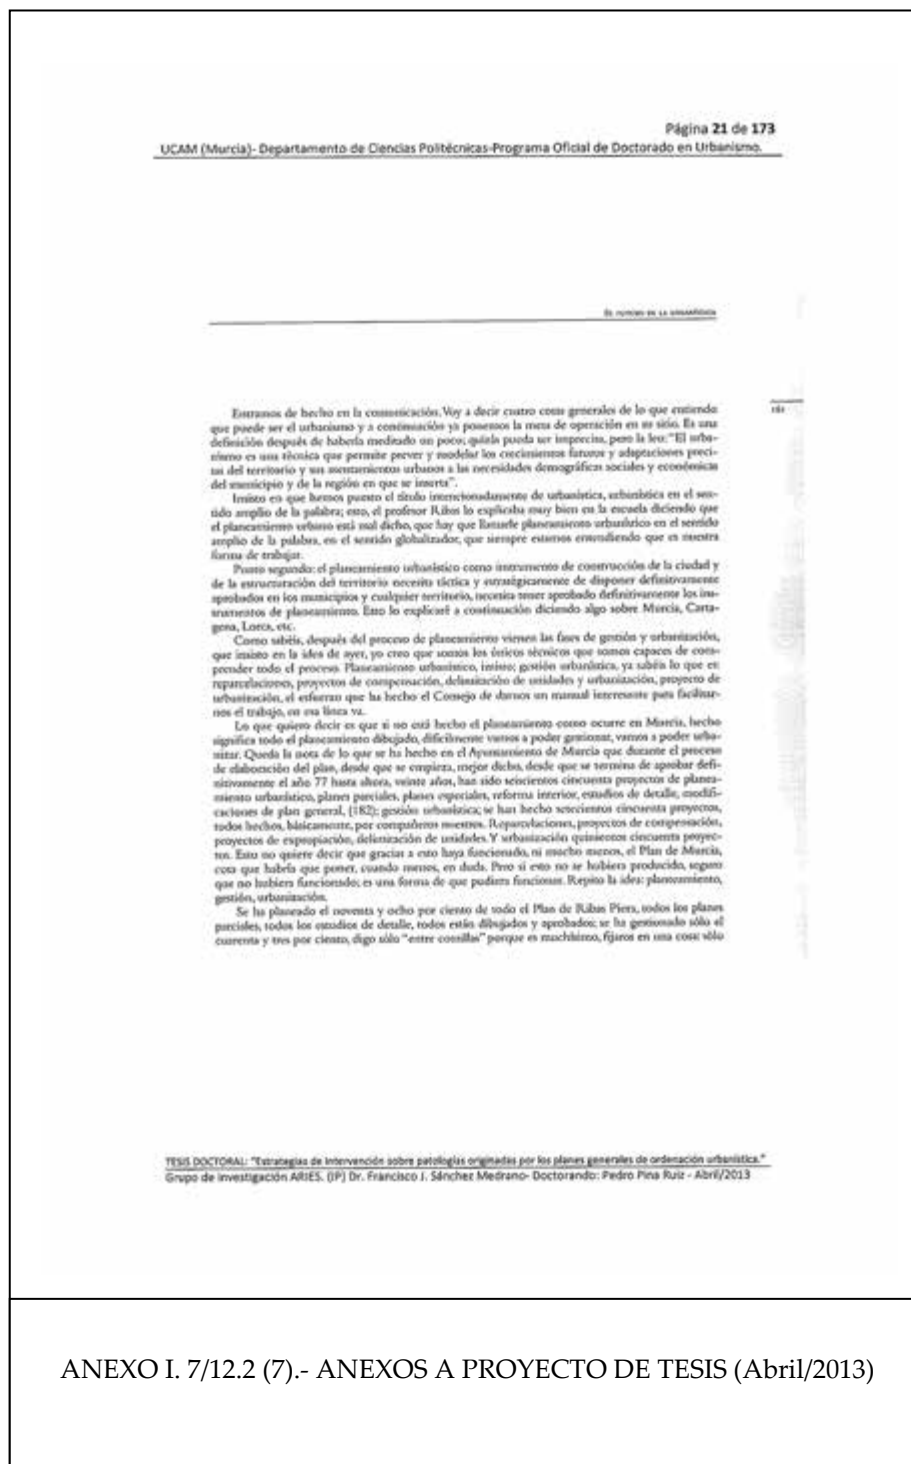 Página 21 de 173
UCAM (Murcia)- Departamento de Ciencias Politécnicas-Programa Oficial de Doctorado en Urbanismo.
EL FUTURO EN LA URBANÍSTICA
181
Entramos de hecho en la comunicación. Voy a decir cuatro cosas generales de lo que entiendo
que puede ser el urbanismo y a continuación ya ponemos la mesa de operación en su sitio. Es una
definición después de haberla meditado un poco; quizás pueda ser imprecisa, pero la leo: "El urba-
nismo es una técnica que permite prever y modelar los crecimientos futuros y adaptaciones preci-
sas del territorio y sus asentamientos urbanos a las necesidades demográficas sociales y económicas
del municipio y de la región en que se inserta".
Insisto en que hemos puesto el título intencionadamente de urbanística, urbanística en el sen-
tido amplio de la palabra; esto, el profesor Ribas lo explicaba muy bien en la escuela diciendo que
el planeamiento urbano está mal dicho, que hay que llamarle planeamiento urbanístico en el sentido
amplio de la palabra, en el sentido globalizador, que siempre estamos entendiendo que es nuestra
forma de trabajar.
Punto segundo: el planeamiento urbanístico como instrumento de construcción de la ciudad y
de la estructuración del territorio necesita táctica y estratégicamente de disponer definitivamente
aprobados en los municipios y cualquier territorio, necesita tener aprobado definitivamente los ins-
trumentos de planeamiento. Esto lo explicaré a continuación diciendo algo sobre Murcia, Carta-
gena, Lorca, etc.
Como sabéis, después del proceso de planeamiento vienen las fases de gestión y urbanización,
que insisto en la idea de ayer, yo creo que somos los únicos técnicos que somos capaces de com-
prender todo el proceso. Planeamiento urbanístico, insisto; gestión urbanística, ya sabéis lo que es:
reparcelaciones, proyectos de compensación, delimitación de unidades y urbanización, proyecto de
urbanización, el esfuerzo que ha hecho el Consejo de darnos un manual interesante para facilitar-
nos el trabajo, en esa línea va.
Lo que quiero decir es que si no está hecho el planeamiento como ocurre en Murcia, hecho
significa todo el planeamiento dibujado, difícilmente vamos a poder gestionar, vamos a poder urba-
nizar. Queda la nota de lo que se ha hecho en el Ayuntamiento de Murcia que durante el proceso
de elaboración del plan, desde que se empieza, mejor dicho, desde que se termina de aprobar defi-
nitivamente el año 77 hasta ahora, veinte años, han sido seiscientos cincuenta proyectos de planea-
miento urbanístico, planes parciales, planes especiales, reforma interior, estudios de detalle, modifi-
caciones de plan general, (182); gestión urbanística; se han hecho setecientos cincuenta proyectos,
todos hechos, básicamente, por compañeros nuestros. Reparcelaciones, proyectos de compensación,
proyectos de expropiación, delimitación de unidades. Y urbanización quinientos cincuenta proyec-
tos. Esto no quiere decir que gracias a esto haya funcionado, ni mucho menos, el Plan de Murcia,
cosa que habría que poner, cuando menos, en duda. Pero si esto no se hubiera producido, seguro
que no hubiera funcionado; es una forma de que pudiera funcionar. Repito la idea: planeamiento,
gestión, urbanización.
Se ha planeado el noventa y ocho por ciento de todo el Plan de Ribas Piera, todos los planes
parciales, todos los estudios de detalle, todos están dibujados y aprobados; se ha gestionado sólo el
cuarenta y tres por ciento, digo sólo "entre comillas" porque es muchísimo, fijaros en una cosa: sólo
TESIS DOCTORAL: "Estrategias de Intervención sobre patologías originadas por los planes generales de ordenación urbanística."
Grupo de investigación ARIES. (IP) Dr. Francisco J. Sánchez Medrano- Doctorando: Pedro Pina Ruiz - Abril/2013
ANEXO I. 7/12.2 (7).- ANEXOS A PROYECTO DE TESIS (Abril/2013)